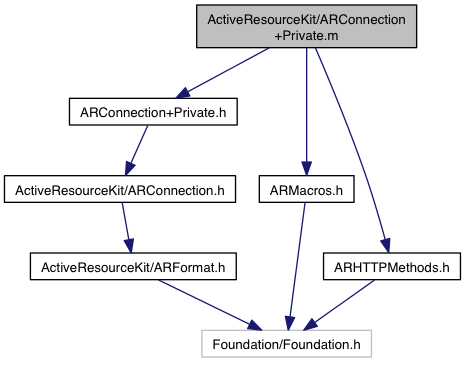 ActiveResourceKit/ARConnection
+Private.m
ARConnection+Private.h
ActiveResourceKit/ARConnection.h
ARMacros.h
ActiveResourceKit/ARFormat.h
ARHTTPMethods.h
Foundation/Foundation.h